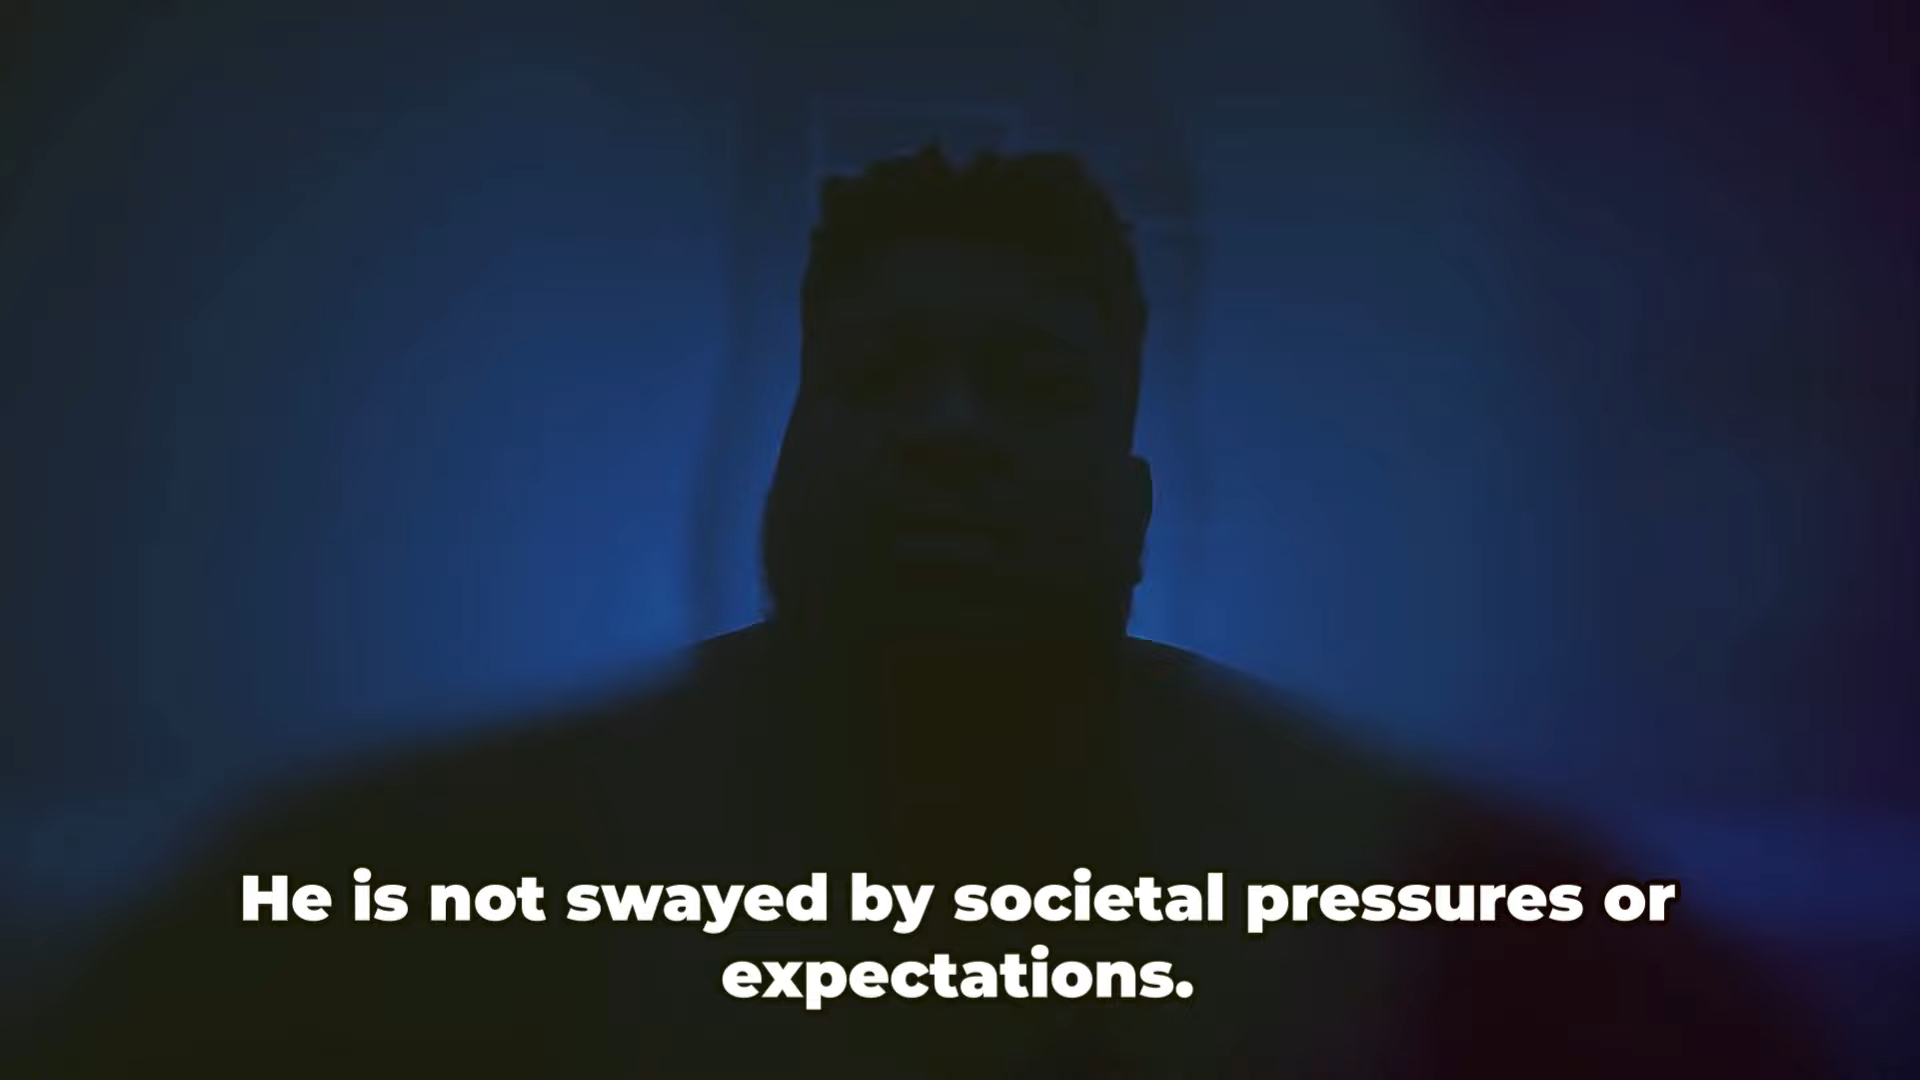 He is not swayed by societal pressures or
expectations.